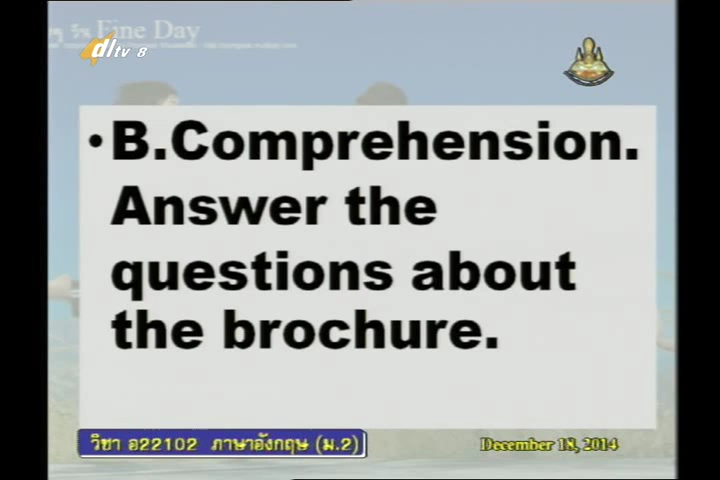 Fine Day
dltv 8
• B.Comprehension.
Answer the
questions about
the brochure.
วิชา อ22102 ภาษาอังกฤษ (ม.2)
December 18, 2014